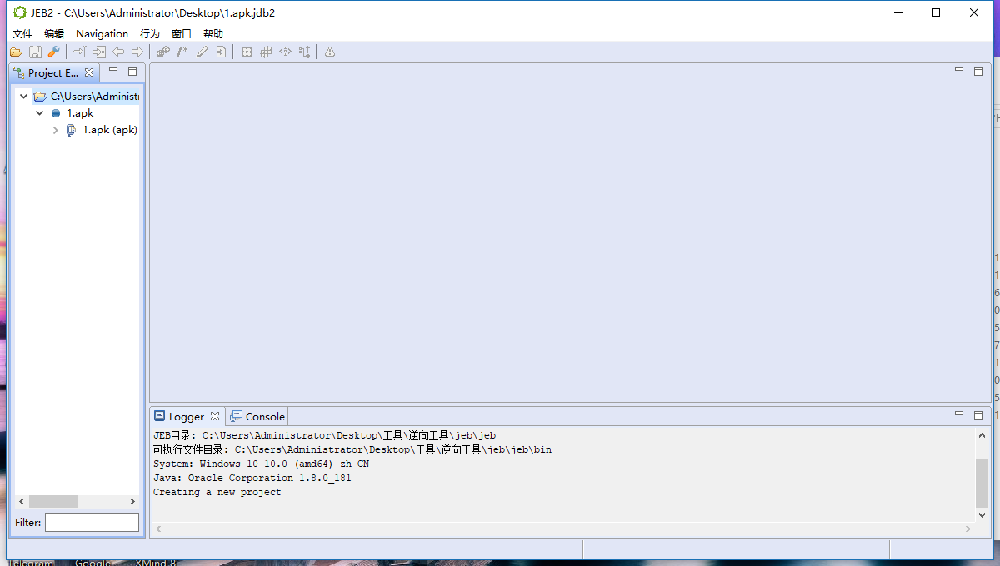 JEB2 - C:\Users\Administrator\Desktop\1.apk.jdb2
文件 编辑 Navigation 行为 窗口 帮助
Project E...
C:\Users\Administr
1.apk
1.apk (apk)
Filter:
Logger Console
JEB目录: C:\Users\Administrator\Desktop\工具\逆向工具\jeb\jeb
可执行文件目录: C:\Users\Administrator\Desktop\工具\逆向工具\jeb\jeb\bin
System: Windows 10 10.0 (amd64) zh_CN
Java: Oracle Corporation 1.8.0_181
Creating a new project
Telegram Google XMind 8